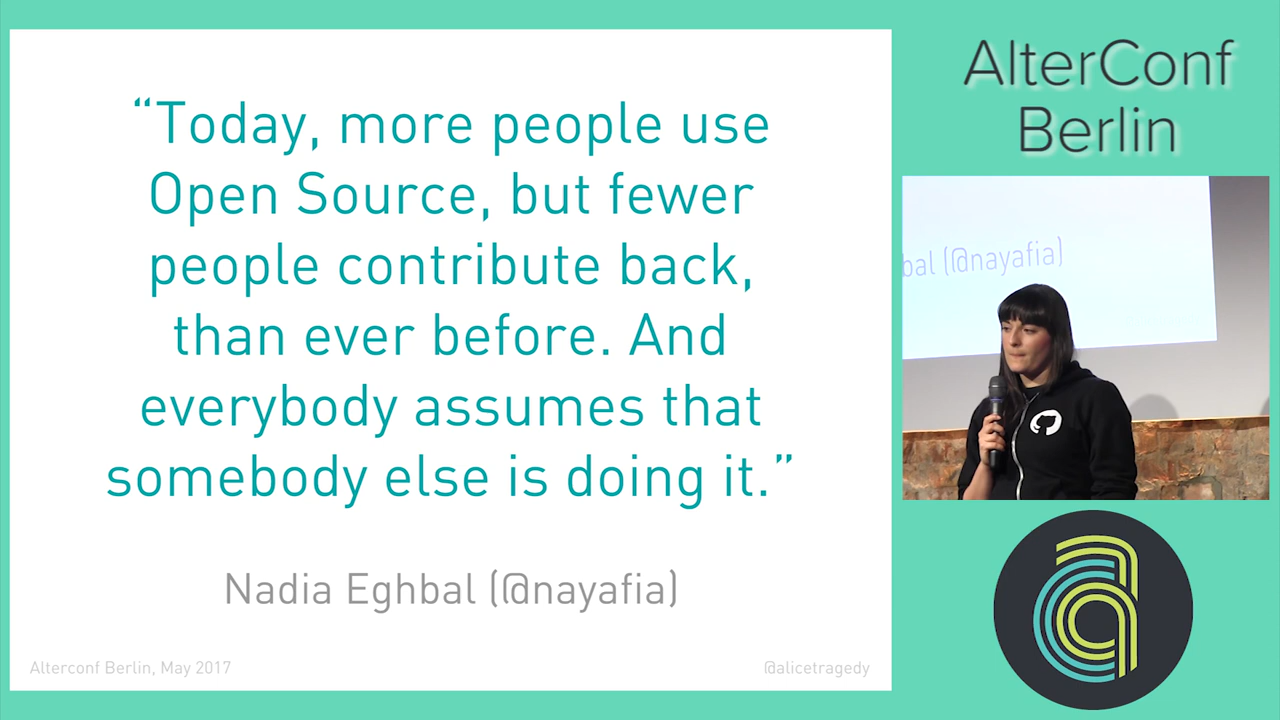 “Today, more people use
Open Source, but fewer
people contribute back,
than ever before. And
everybody assumes that
somebody else is doing it.”
Nadia Eghbal (@nayafia)
Alterconf Berlin, May 2017
@alicetragedy
AlterConf
Berlin
bal (@nayafia)